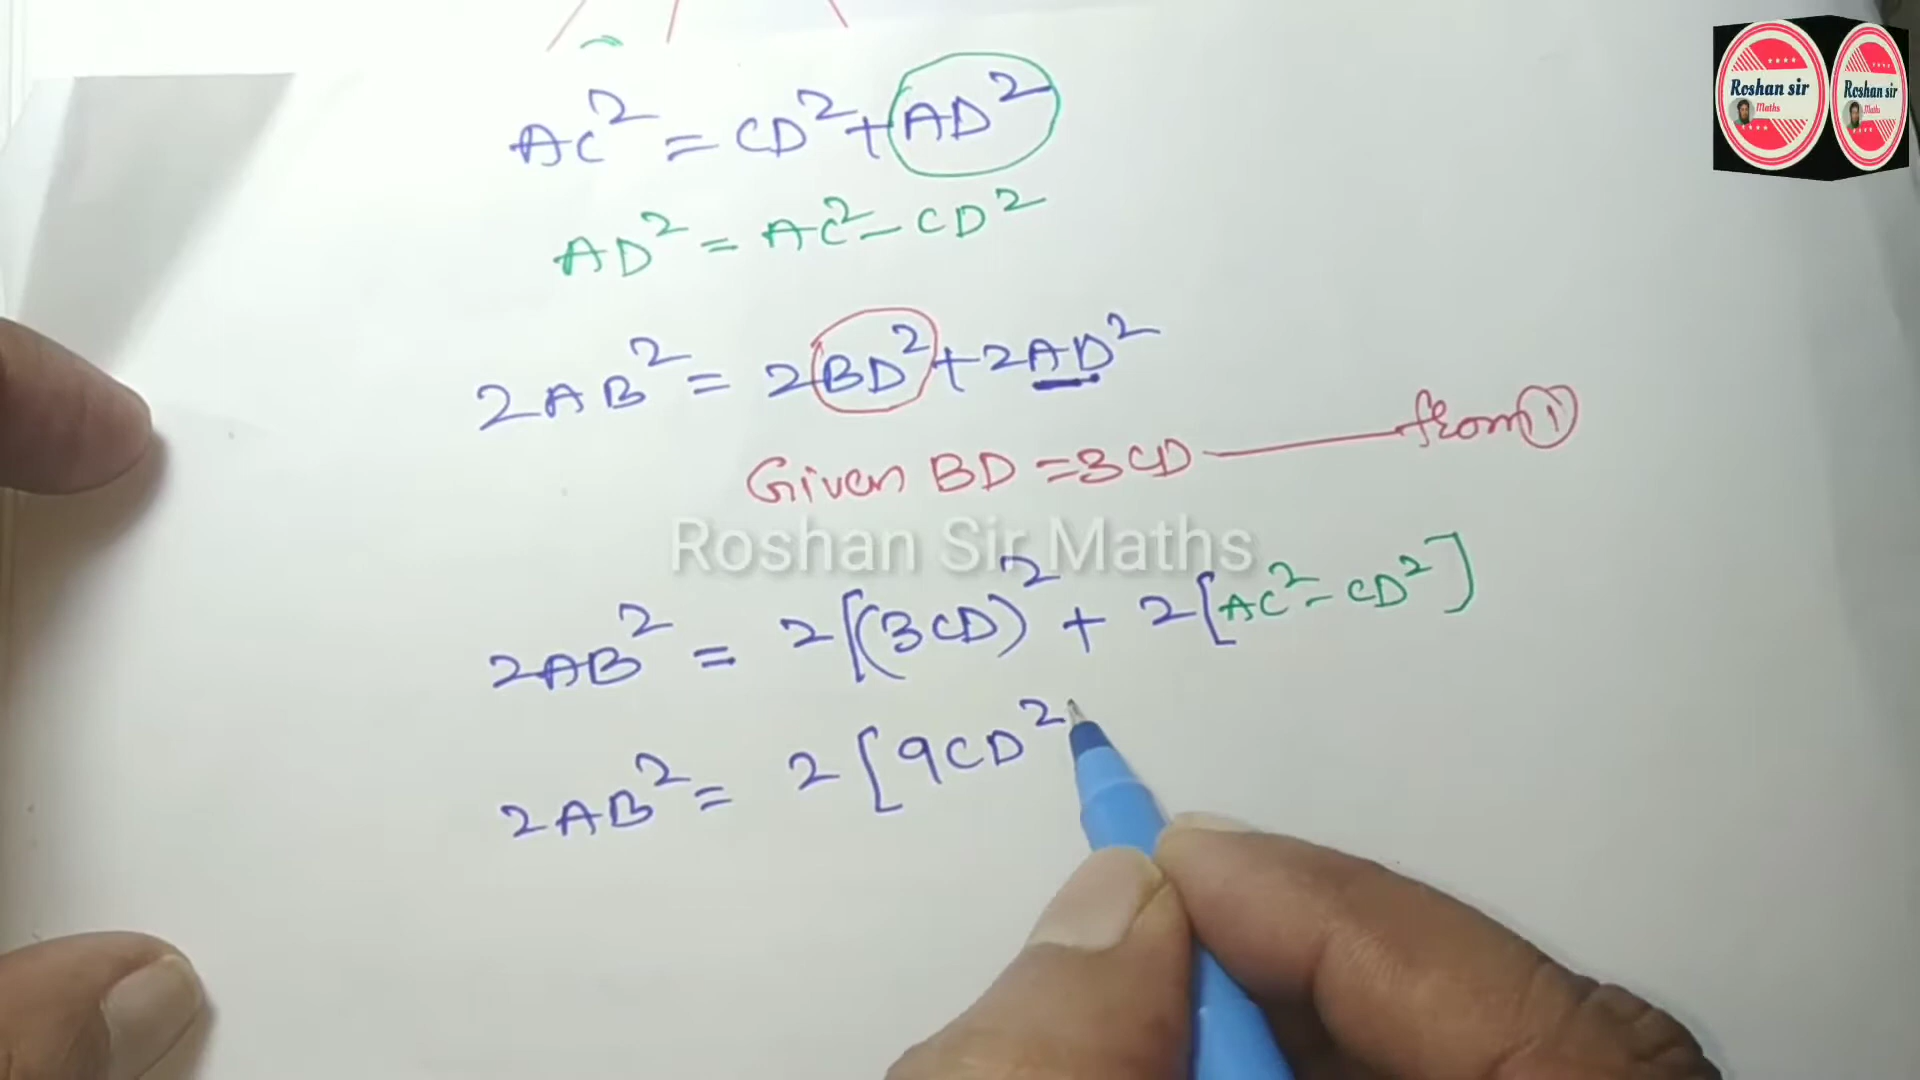 AC² = CD² + AD²
AD² = AC² - CD²
2AB² = 2BD² + 2AD²
Given BD = 3CD — from ①
2AB² = 2[(3CD)² + 2[AC² - CD²]
2AB² = 2[9CD²
Roshan Sir Maths
Roshan sir
Maths
Roshan sir
Maths